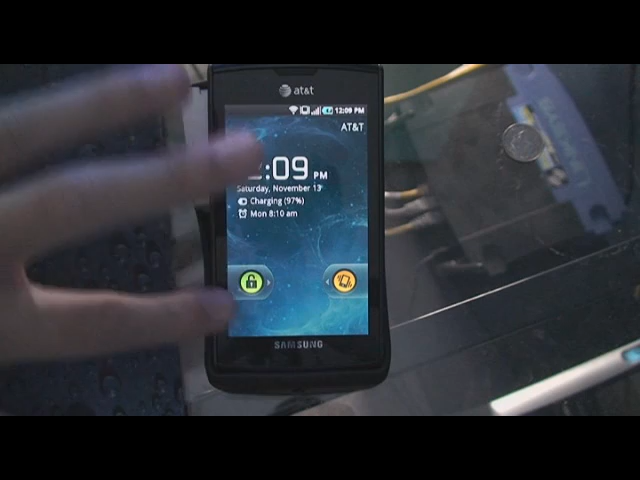 at&t
12:09 PM
AT&T
:09 PM
Saturday, November 13
Charging (97%)
Mon 8:10 am
SAMSUNG